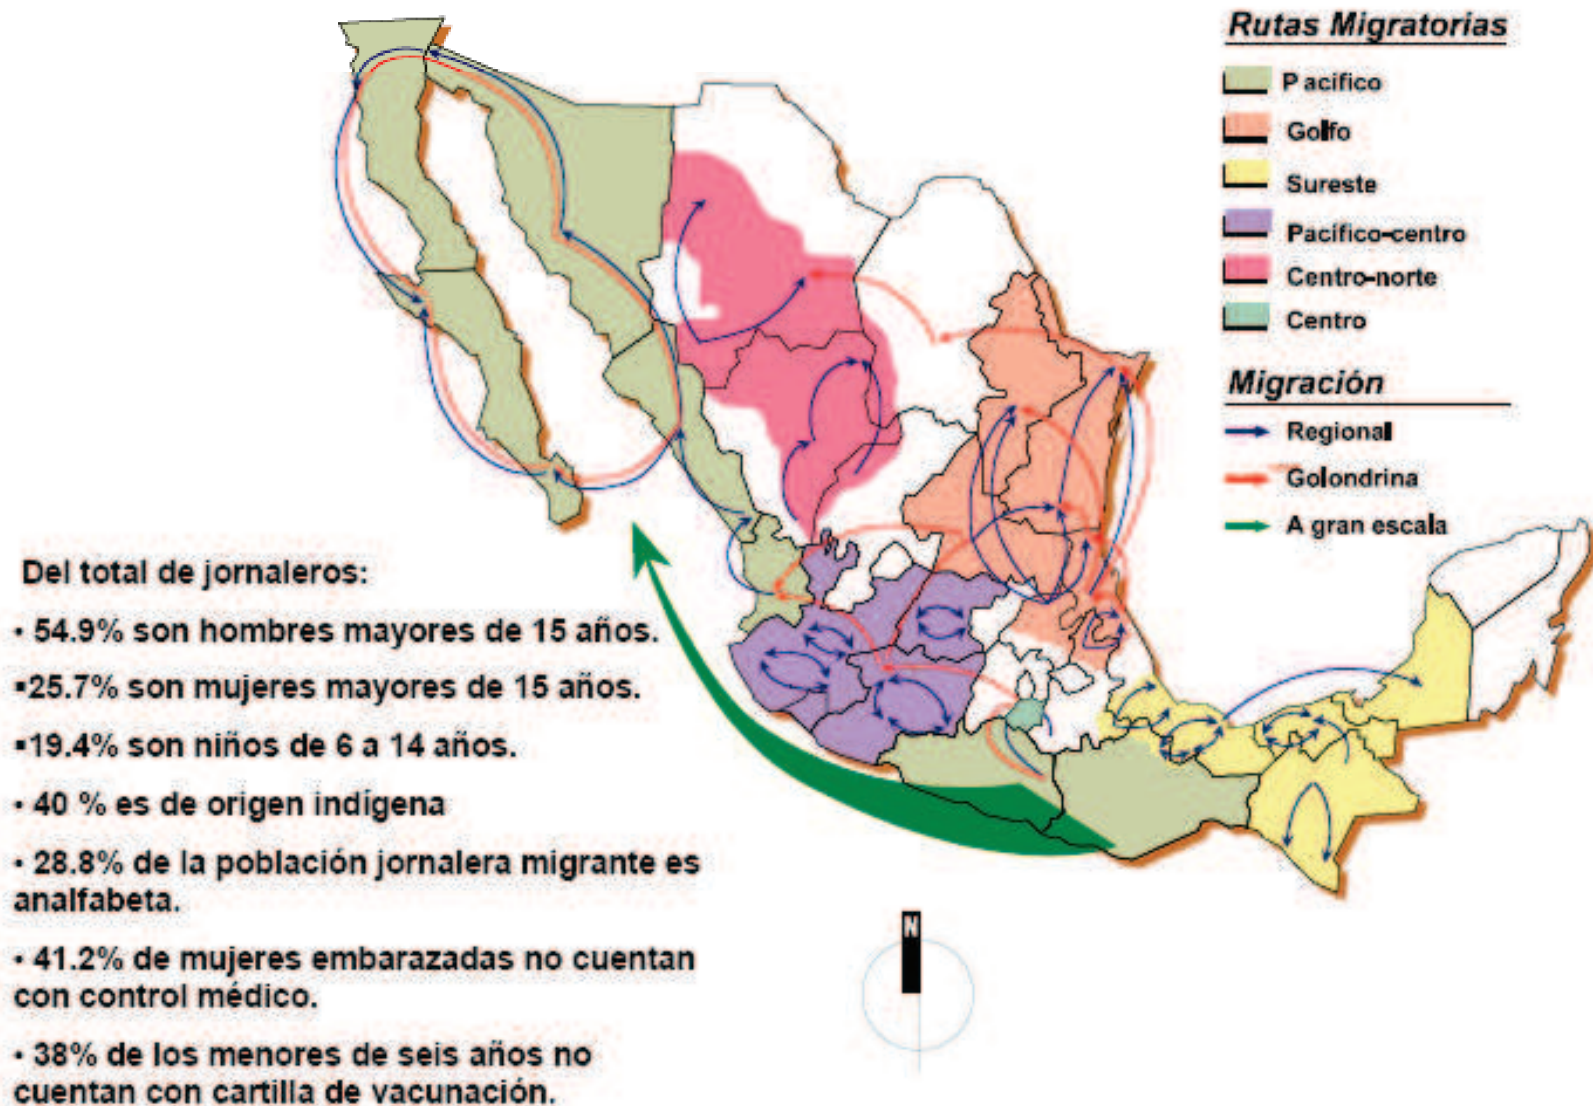 Rutas Migratorias
Pacífico
Golfo
Sureste
Pacífico-centro
Centro-norte
Centro
Migración
Regional
Golondrina
A gran escala
Del total de jornaleros:
· 54.9% son hombres mayores de 15 años.
▪25.7% son mujeres mayores de 15 años.
▪19.4% son niños de 6 a 14 años.
· 40 % es de origen indígena
· 28.8% de la población jornalera migrante es
analfabeta.
· 41.2% de mujeres embarazadas no cuentan
con control médico.
· 38% de los menores de seis años no
cuentan con cartilla de vacunación.
N